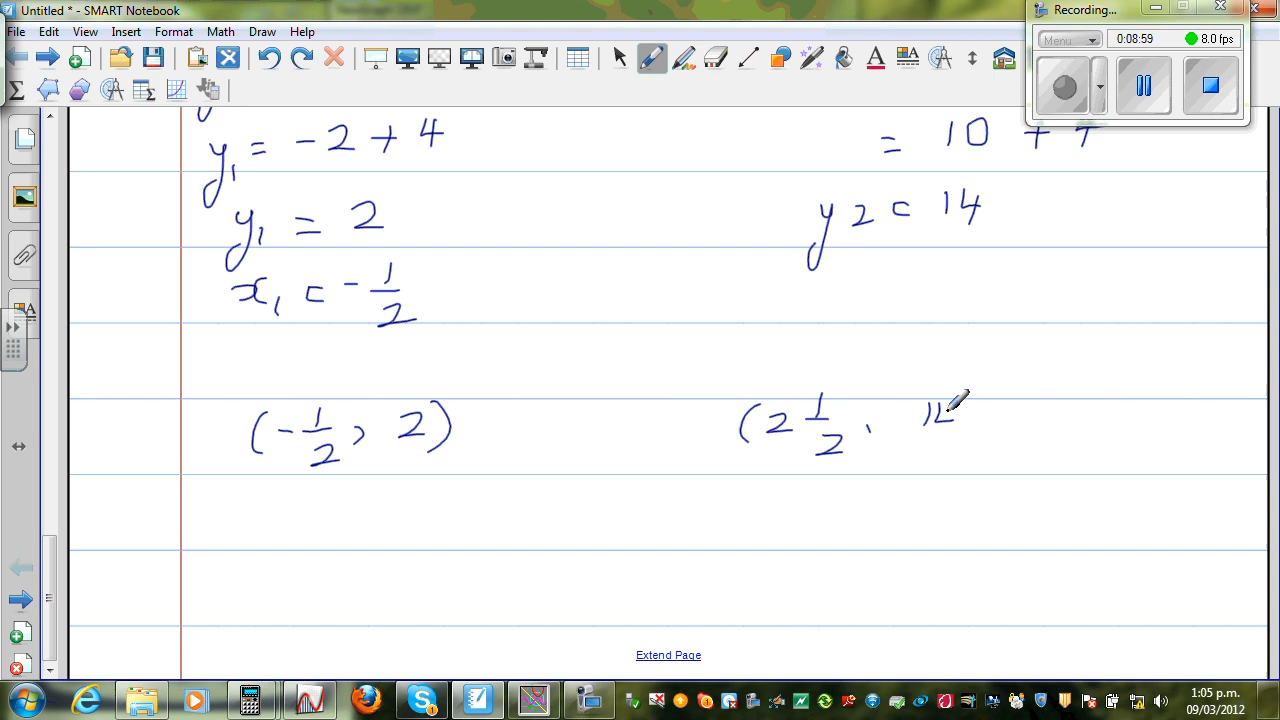 Untitled * - SMART Notebook
Recording...
File Edit View Insert Format Math Draw Help
Menu
0:08:59
8.0 fps
y₁ = -2 + 4
= 10 + 4
y₁ = 2
y 2 = 14
x₁ = - 1/2
(- 1/2 , 2)
(2 1/2 , 14
Extend Page
1:05 p.m.
09/03/2012